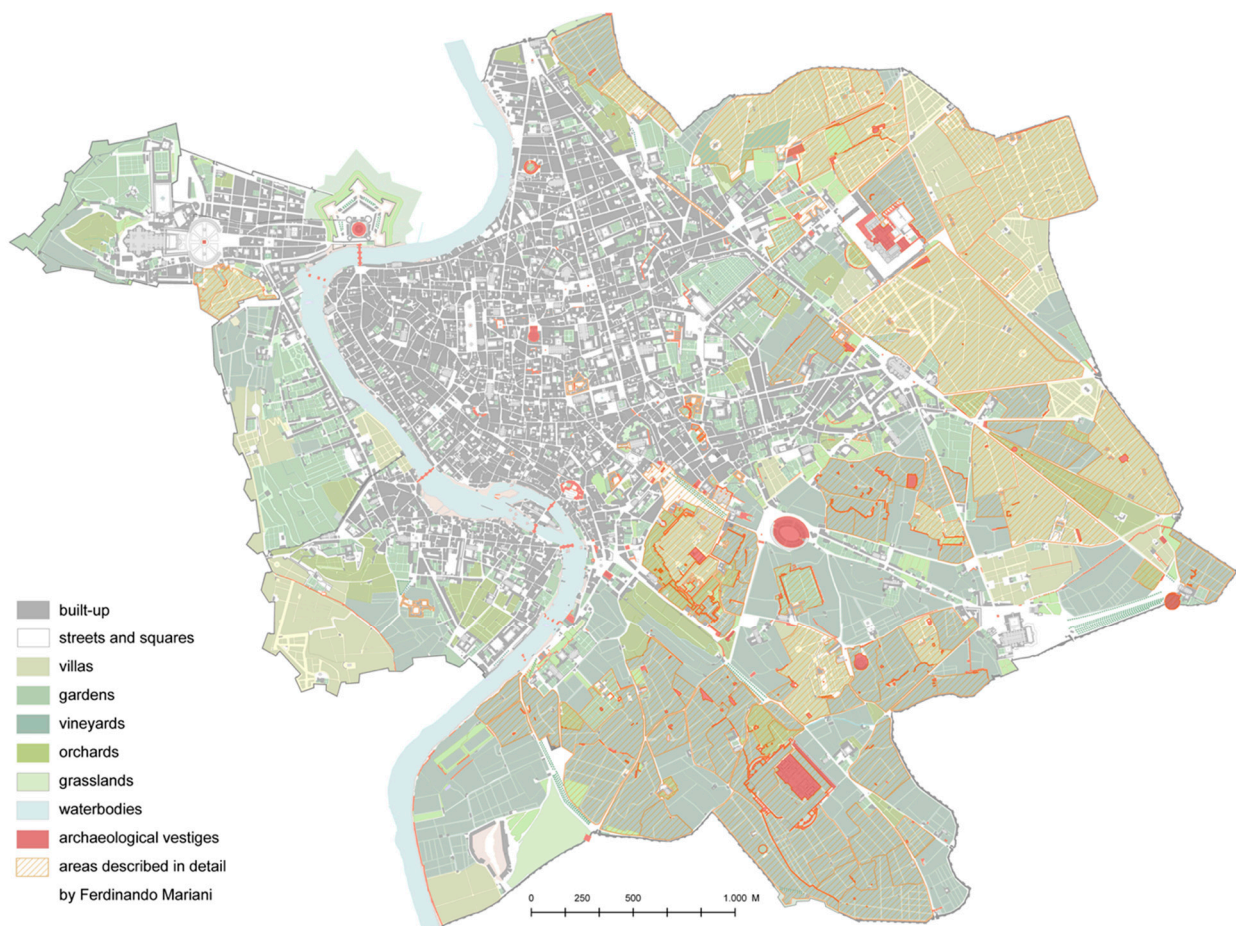 built-up
streets and squares
villas
gardens
vineyards
orchards
grasslands
waterbodies
archaeological vestiges
areas described in detail
by Ferdinando Mariani
0 250 500 1.000 M